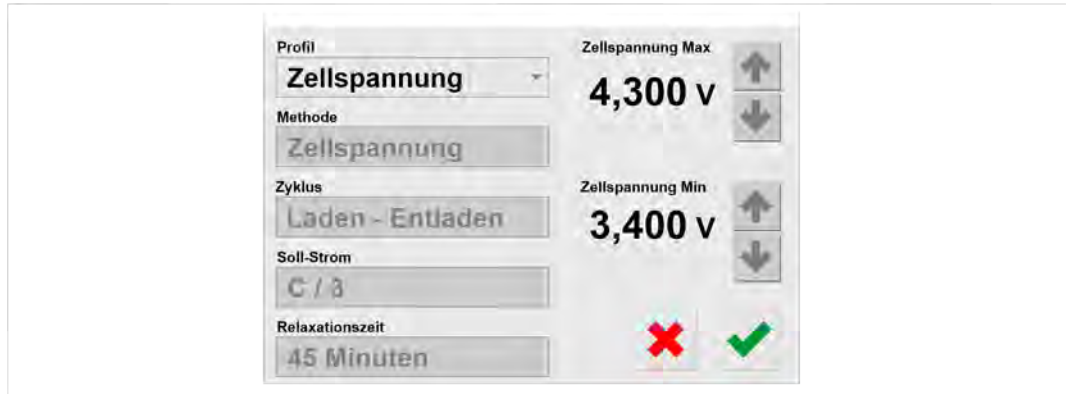 Profil
Zellspannung
Methode
Zellspannung
Zyklus
Laden - Entladen
Soll-Strom
C / 3
Relaxationszeit
45 Minuten
Zellspannung Max
4,300 V
Zellspannung Min
3,400 V